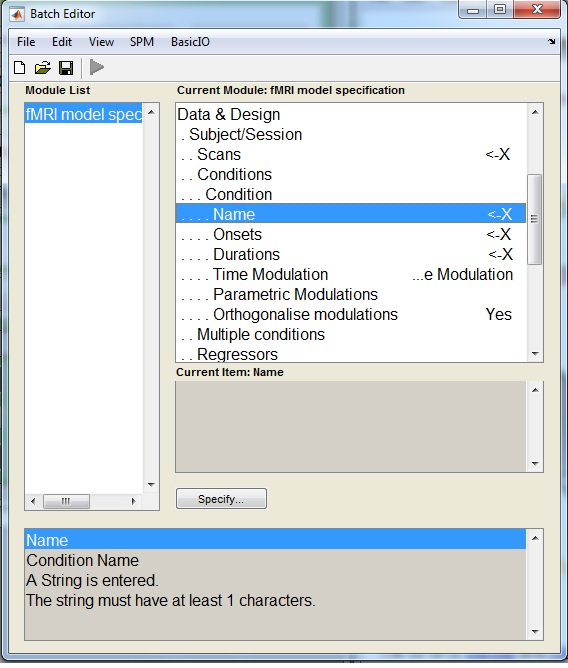 Batch Editor
File Edit View SPM BasicIO
Module List
Current Module: fMRI model specification
fMRI model spec
Data & Design
. Subject/Session
. . Scans <-X
. . Conditions
. . . Condition
. . . . Name <-X
. . . . Onsets <-X
. . . . Durations <-X
. . . . Time Modulation ...e Modulation
. . . . Parametric Modulations
. . . . Orthogonalise modulations Yes
. . Multiple conditions
. . Regressors
Current Item: Name
Specify...
Name
Condition Name
A String is entered.
The string must have at least 1 characters.